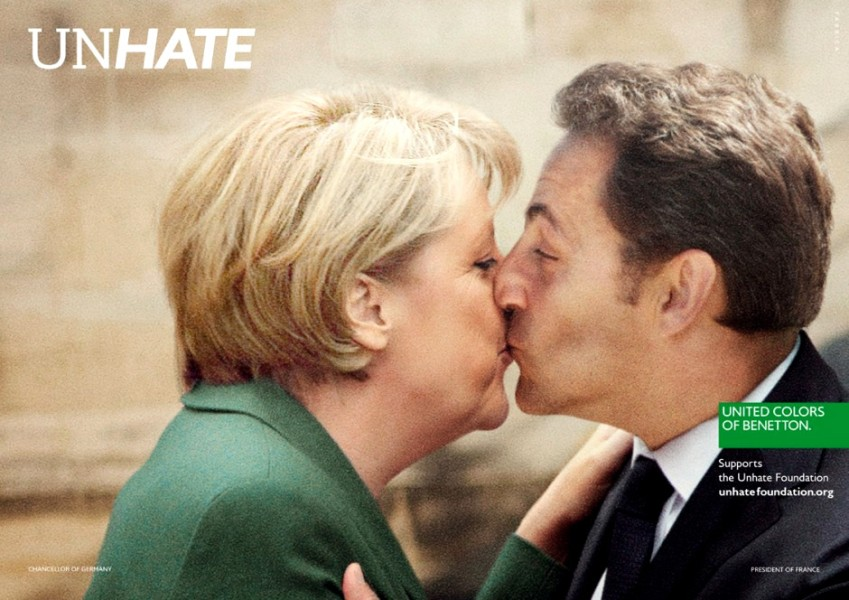 UNHATE
UNITED COLORS
OF BENETTON.
Supports
the Unhate Foundation
unhatefoundation.org
CHANCELLOR OF GERMANY
PRESIDENT OF FRANCE